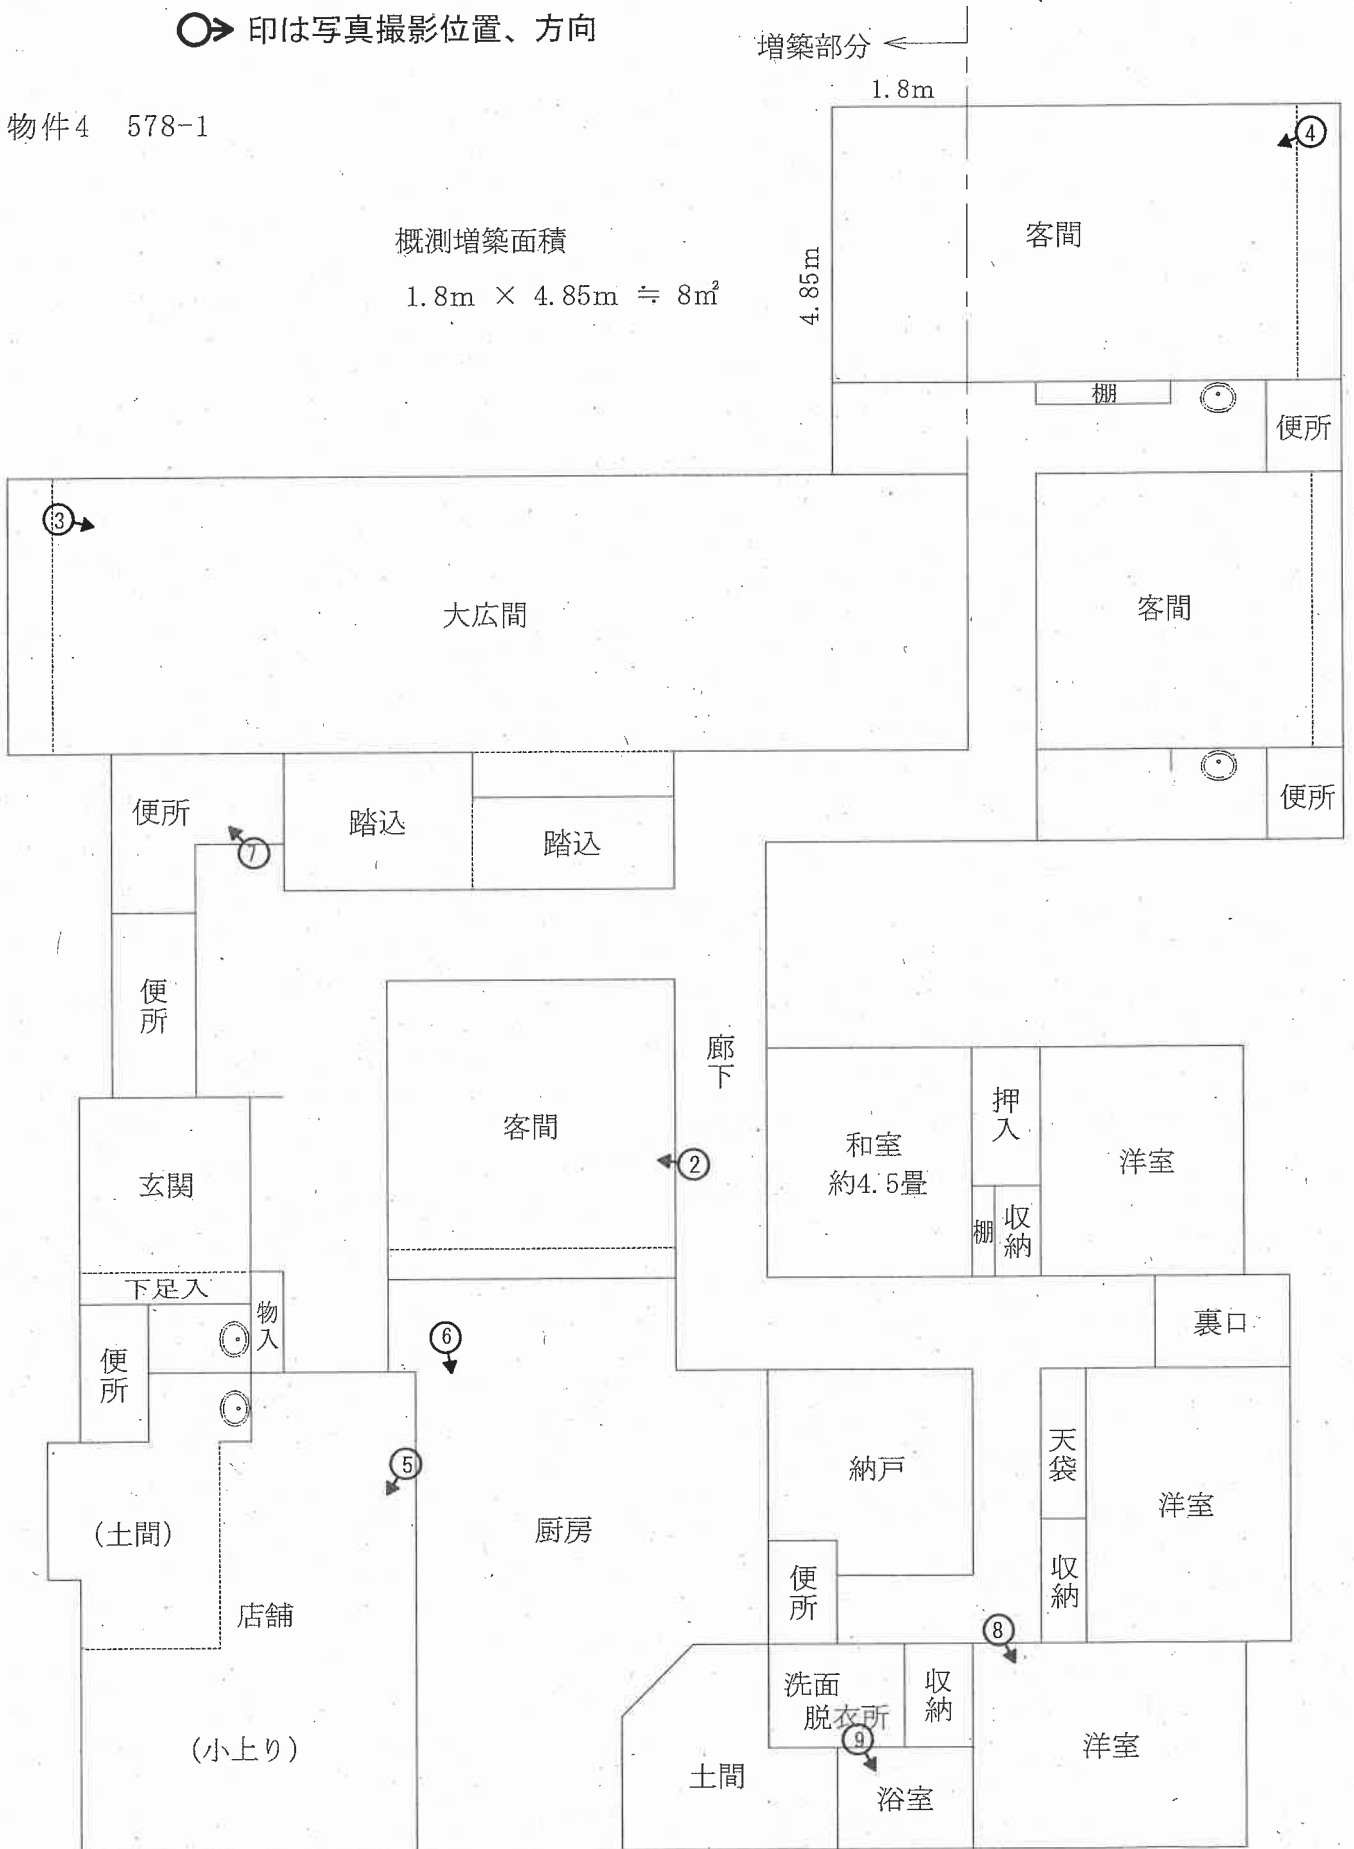 印は写真撮影位置、方向
増築部分
1.8m
物件4 578-1
④
客間
概測増築面積
1.8m × 4.85m ≒ 8㎡
4.85m
棚
便所
③
大広間
客間
便所
踏込
踏込
便所
⑦
便所
廊下
客間
②
和室
約4.5畳
押入
棚
収納
洋室
玄関
下足入
物入
便所
裏口
⑥
⑤
厨房
納戸
天袋
洋室
(土間)
店舗
便所
収納
⑧
洗面
脱衣所
収納
⑨
(小上り)
土間
浴室
洋室